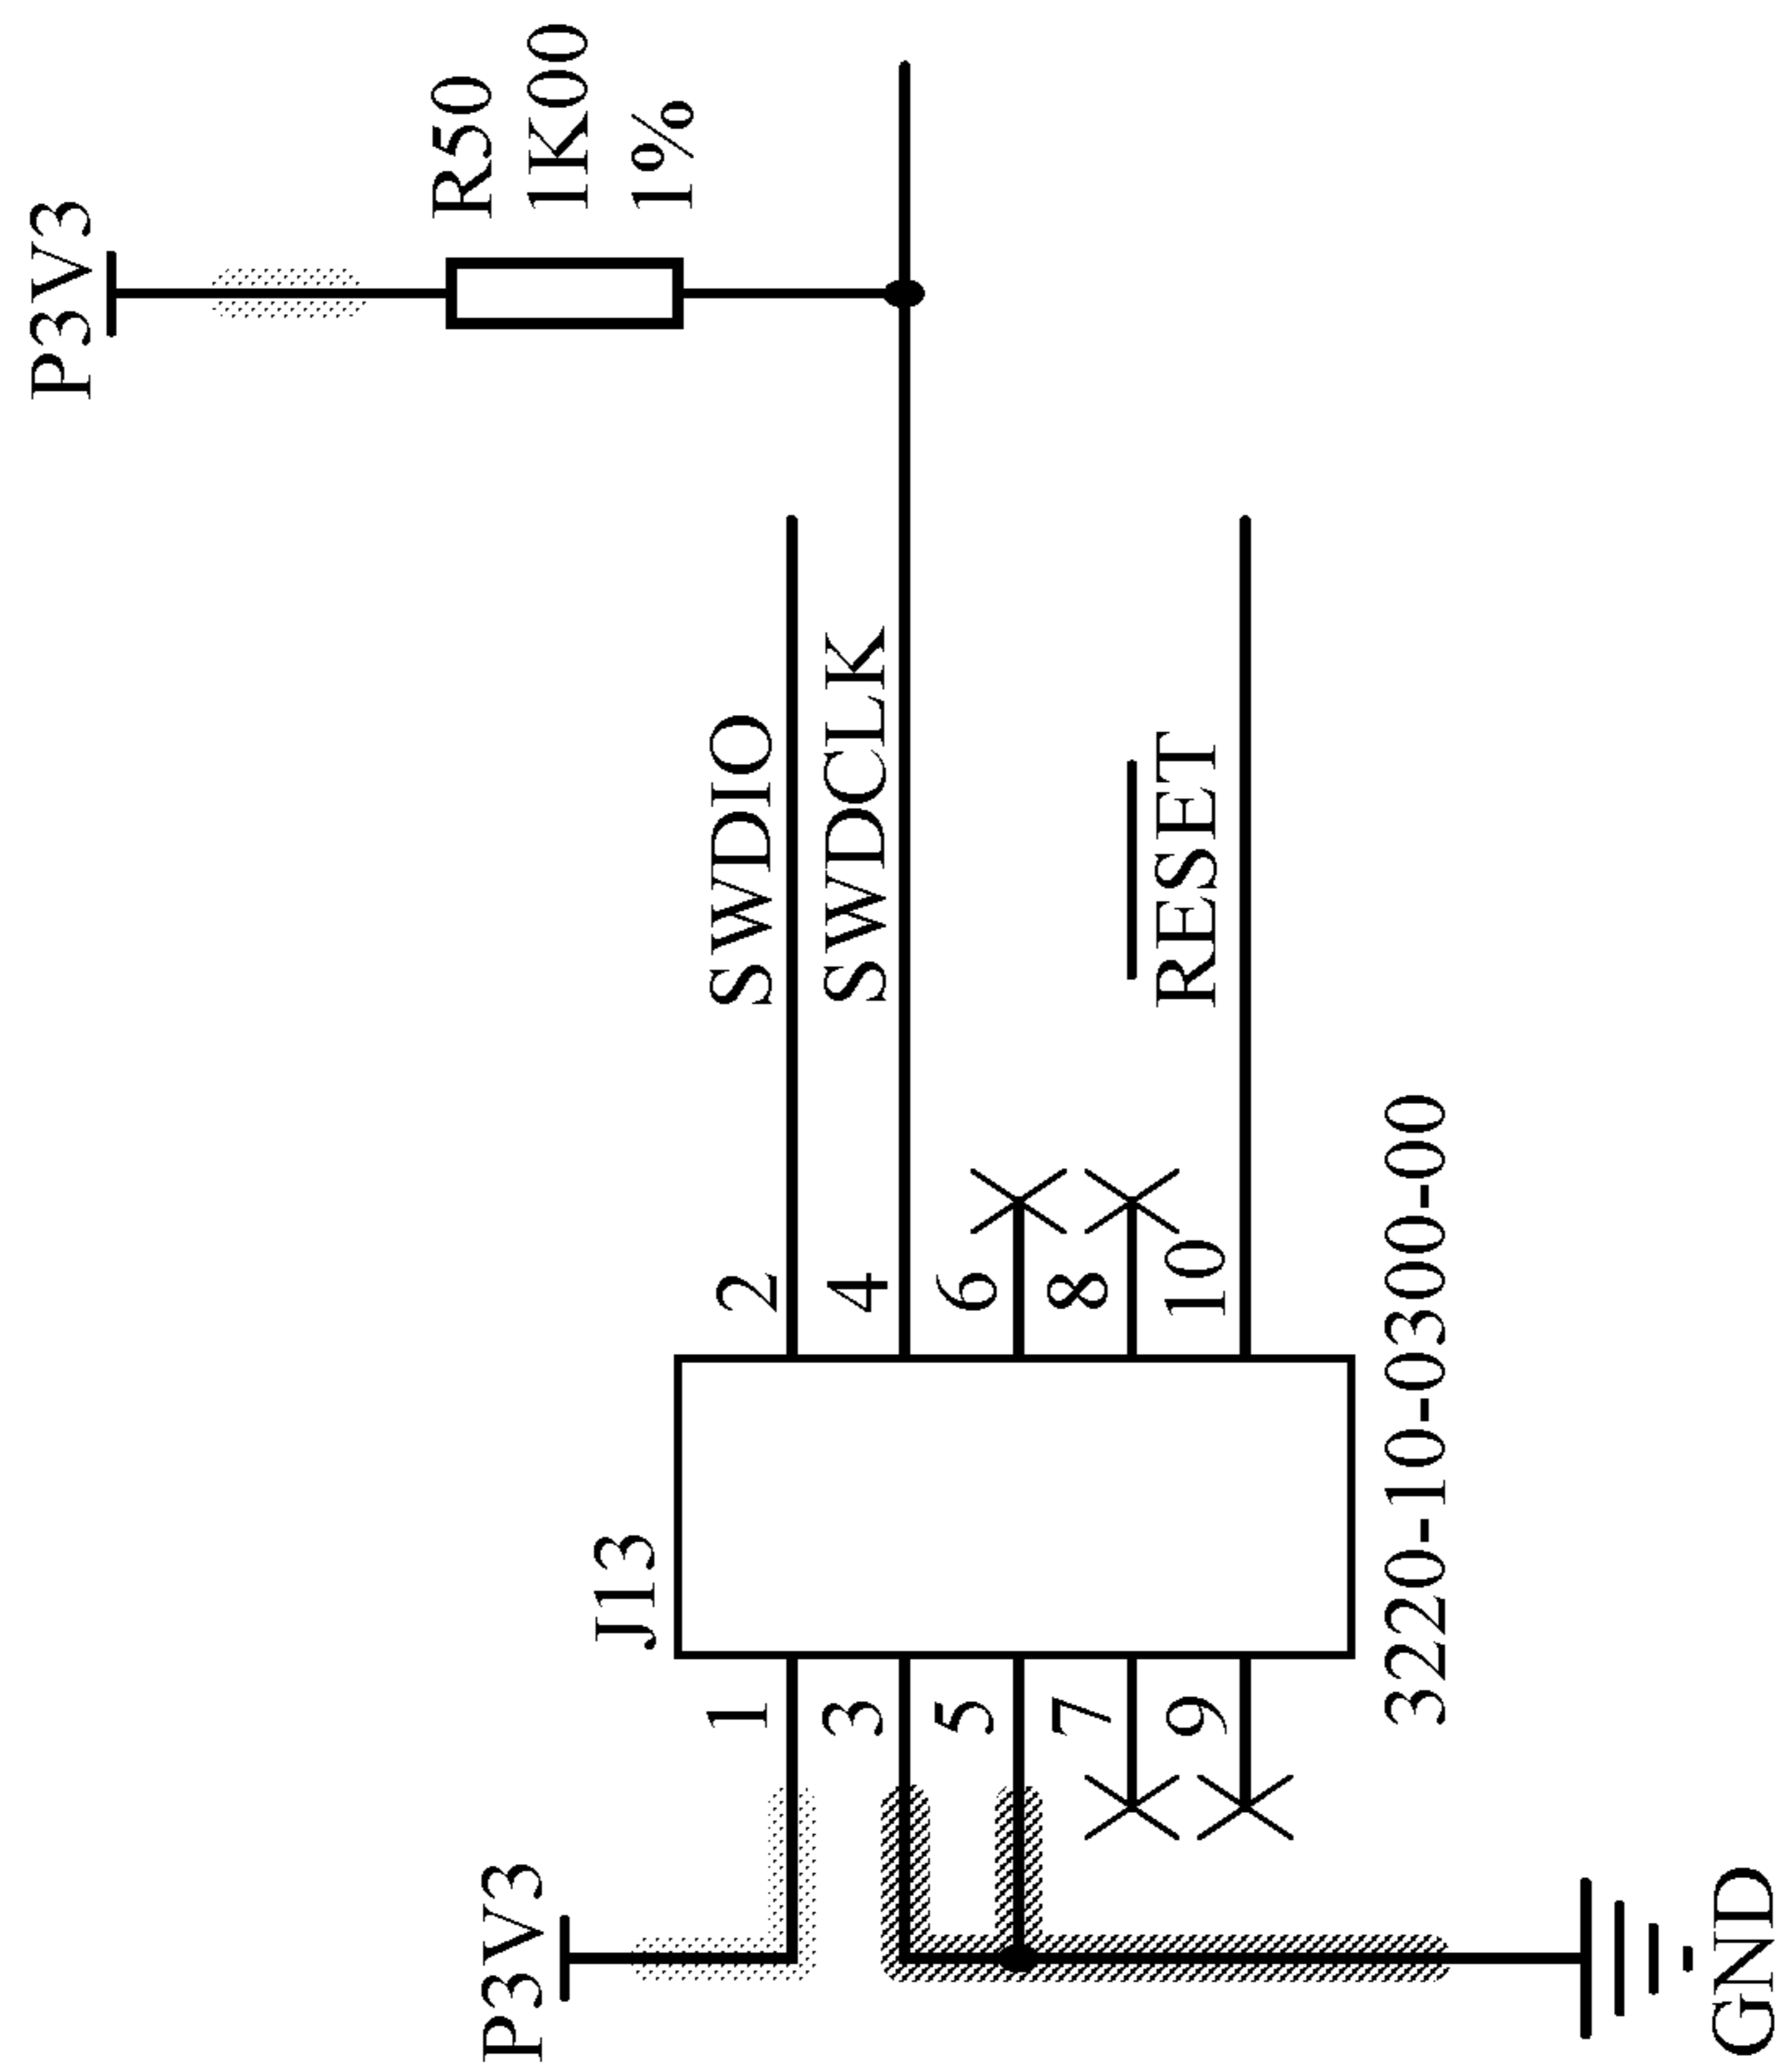 P3V3
R50
1K00
1%
P3V3
J13
1
2
SWDIO
3
4
SWDCLK
5
6
7
8
9
10
RESET
3220-10-0300-00
GND